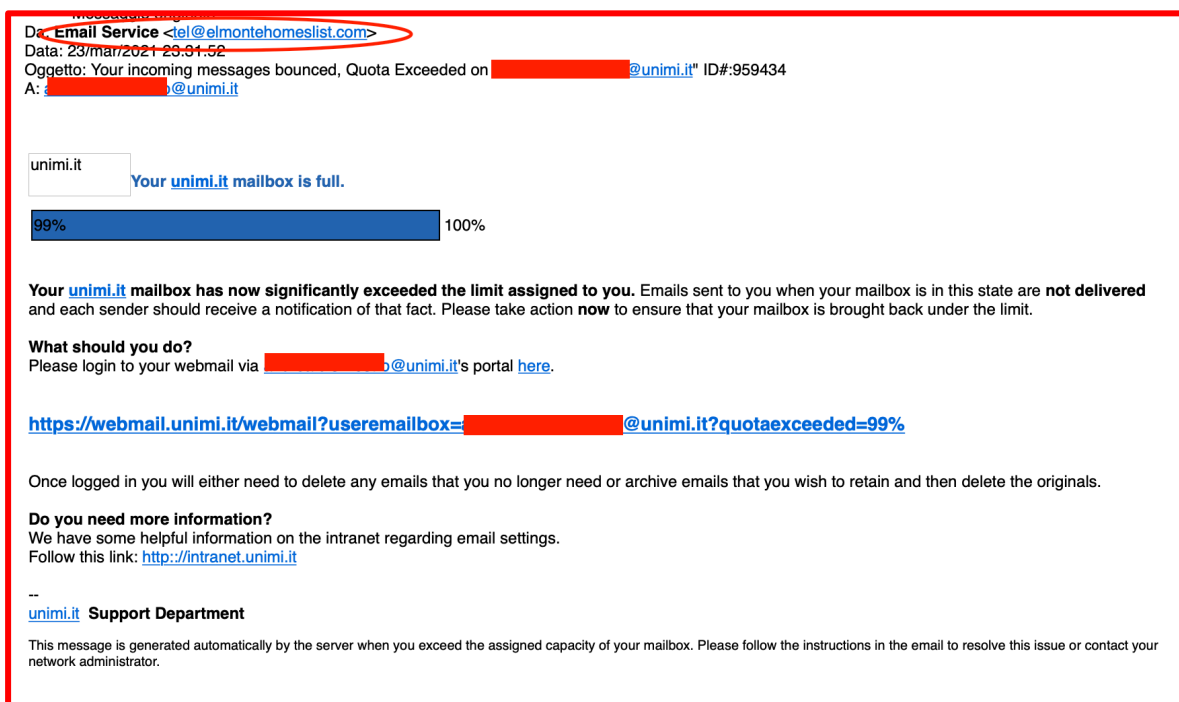 Da: Email Service <tel@elmontehomeslist.com>
Data: 23/mar/2021 23:31:52
Oggetto: Your incoming messages bounced, Quota Exceeded on @unimi.it" ID#:959434
A: @unimi.it
unimi.it
Your unimi.it mailbox is full.
99% 100%
Your unimi.it mailbox has now significantly exceeded the limit assigned to you. Emails sent to you when your mailbox is in this state are not delivered
and each sender should receive a notification of that fact. Please take action now to ensure that your mailbox is brought back under the limit.
What should you do?
Please login to your webmail via o@unimi.it's portal here.
https://webmail.unimi.it/webmail?useremailbox= @unimi.it?quotaexceeded=99%
Once logged in you will either need to delete any emails that you no longer need or archive emails that you wish to retain and then delete the originals.
Do you need more information?
We have some helpful information on the intranet regarding email settings.
Follow this link: http:://intranet.unimi.it
--
unimi.it Support Department
This message is generated automatically by the server when you exceed the assigned capacity of your mailbox. Please follow the instructions in the email to resolve this issue or contact your
network administrator.